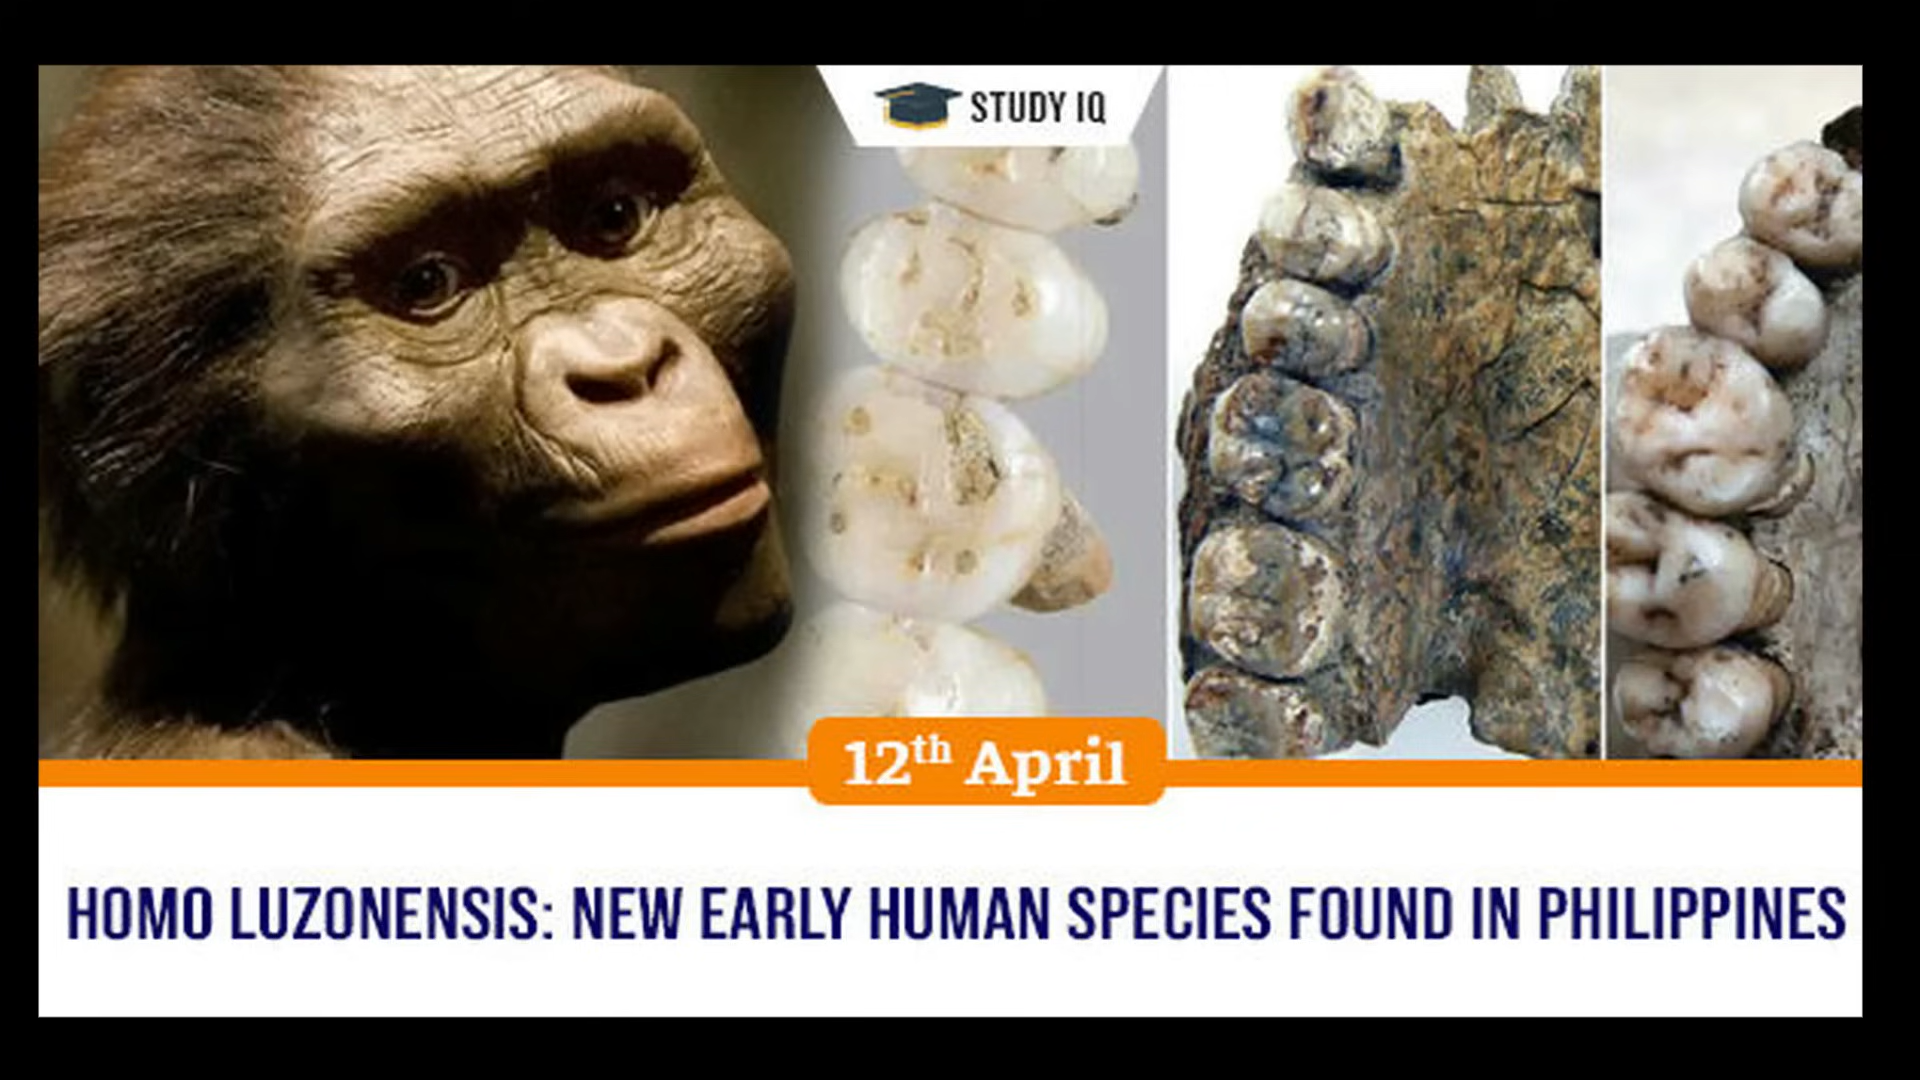 STUDY IQ
12th April
HOMO LUZONENSIS: NEW EARLY HUMAN SPECIES FOUND IN PHILIPPINES